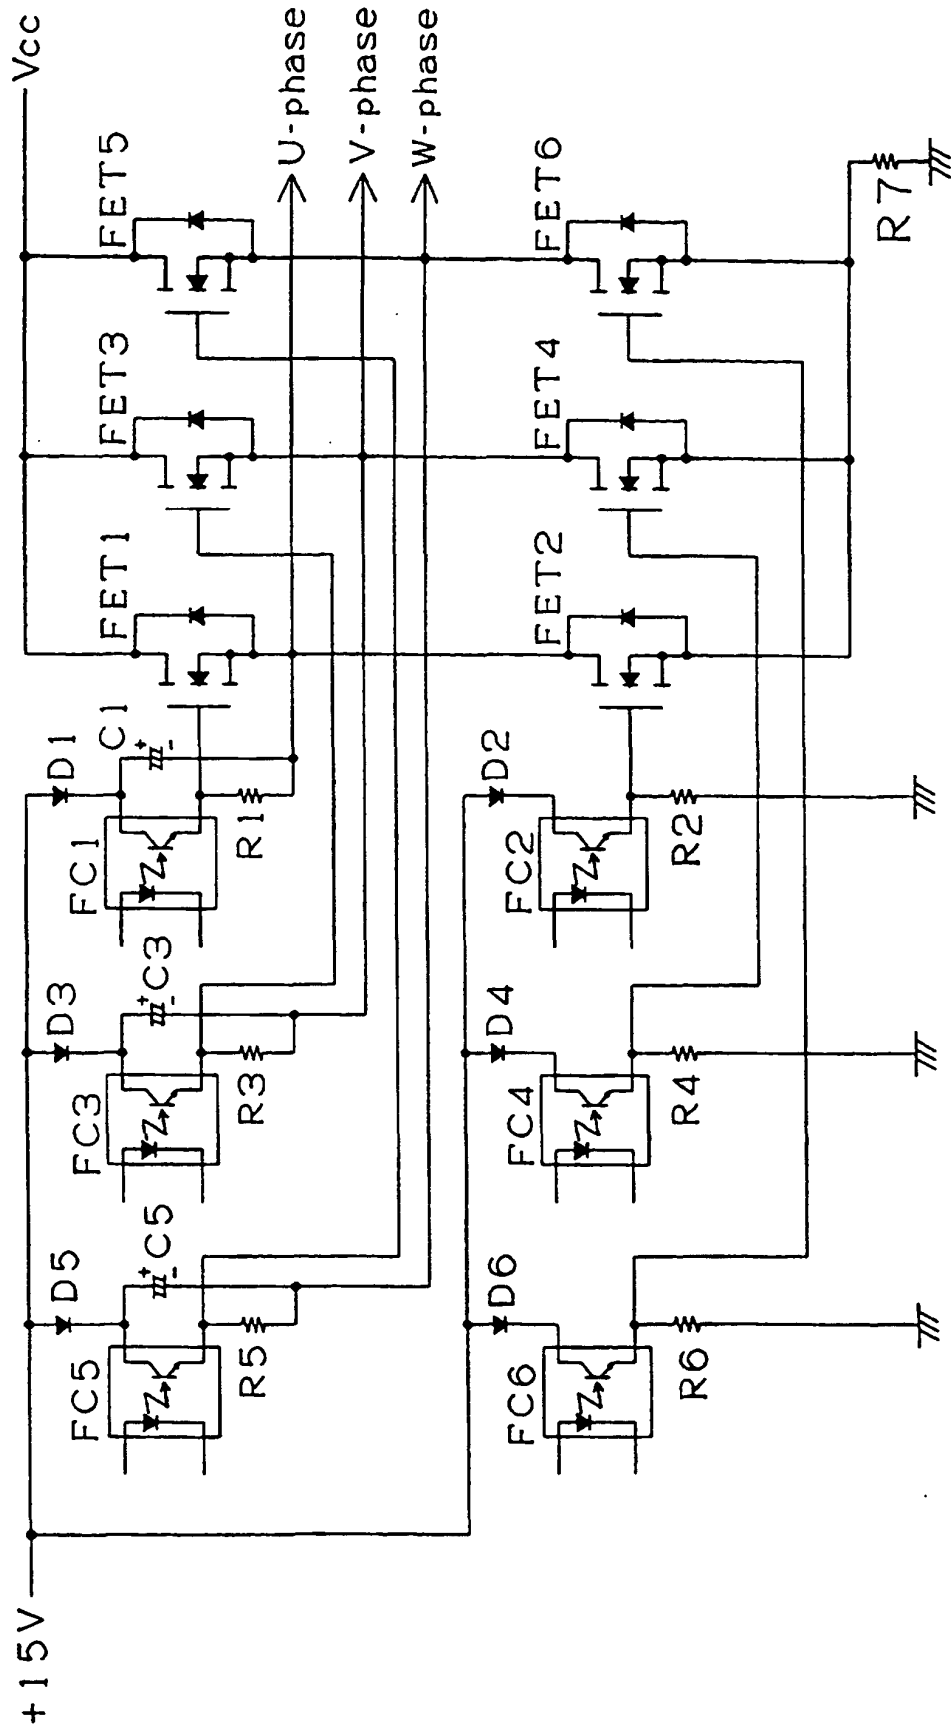 Vcc
FET5
FET3
FET1
U-phase
V-phase
W-phase
D1
C1
FC1
R1
D3
C3
FC3
R3
D5
C5
FC5
R5
+15V
FET6
FET4
FET2
D2
FC2
R2
D4
FC4
R4
D6
FC6
R6
R7